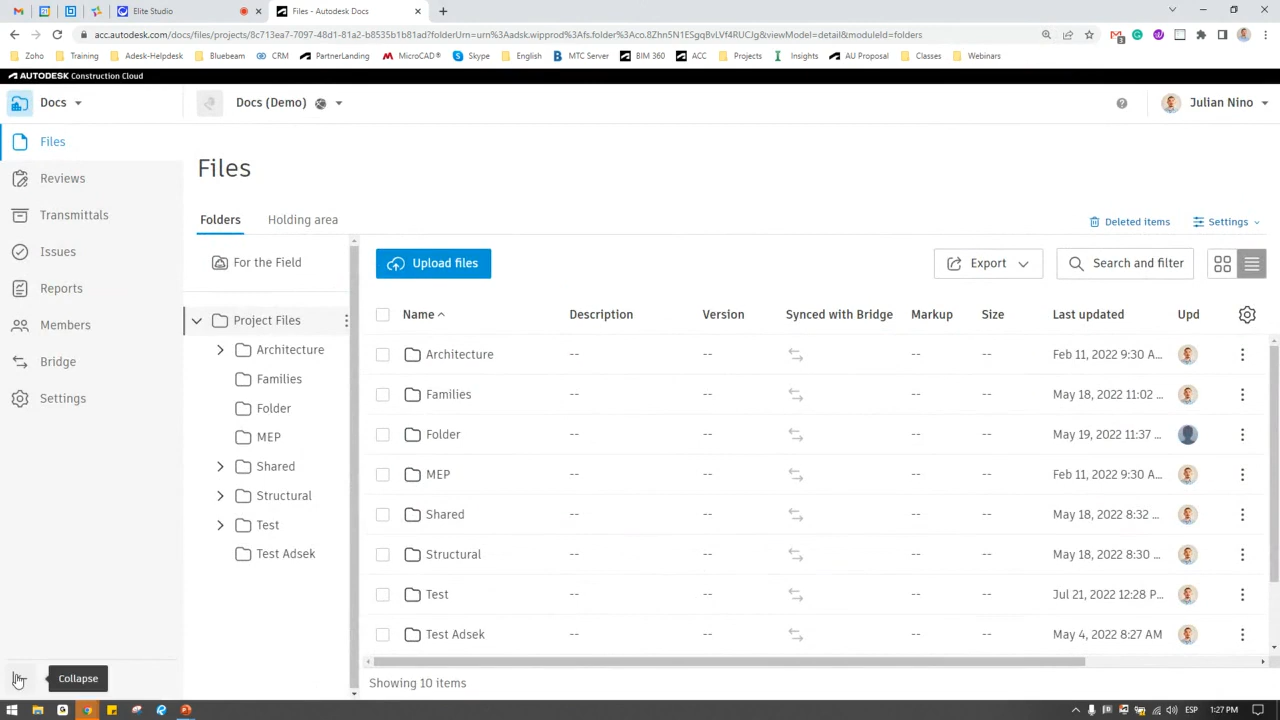 Elite Studio
Files - Autodesk Docs
acc.autodesk.com/docs/files/projects/8c713ea7-7097-48d1-81a2-b8535b1b81ad?folderUrn=urn%3Aadsk.wipprod%3Afs.folder%3Aco.8Zhn5N1ESgqBvLVf4RUCJg&viewModel=detail&moduleId=folders
Zoho
Training
Adesk-Helpdesk
Bluebeam
CRM
PartnerLanding
MicroCAD®
Skype
English
MTC Server
BIM 360
ACC
Projects
Insights
AU Proposal
Classes
Webinars
AUTODESK Construction Cloud
Docs
Docs (Demo)
Julian Nino
Files
Reviews
Transmittals
Issues
Reports
Members
Bridge
Settings
Collapse
Files
Folders
Holding area
Deleted items
Settings
For the Field
Project Files
Architecture
Families
Folder
MEP
Shared
Structural
Test
Test Adsek
Upload files
Export
Search and filter
Name Description Version Synced with Bridge Markup Size Last updated Upd
Architecture -- -- -- -- Feb 11, 2022 9:30 A...
Families -- -- -- -- May 18, 2022 11:02 ...
Folder -- -- -- -- May 19, 2022 11:37 ...
MEP -- -- -- -- Feb 11, 2022 9:30 A...
Shared -- -- -- -- May 18, 2022 8:32 ...
Structural -- -- -- -- May 18, 2022 8:30 ...
Test -- -- -- -- Jul 21, 2022 12:28 P...
Test Adsek -- -- -- -- May 4, 2022 8:27 AM
Showing 10 items
ESP
1:27 PM